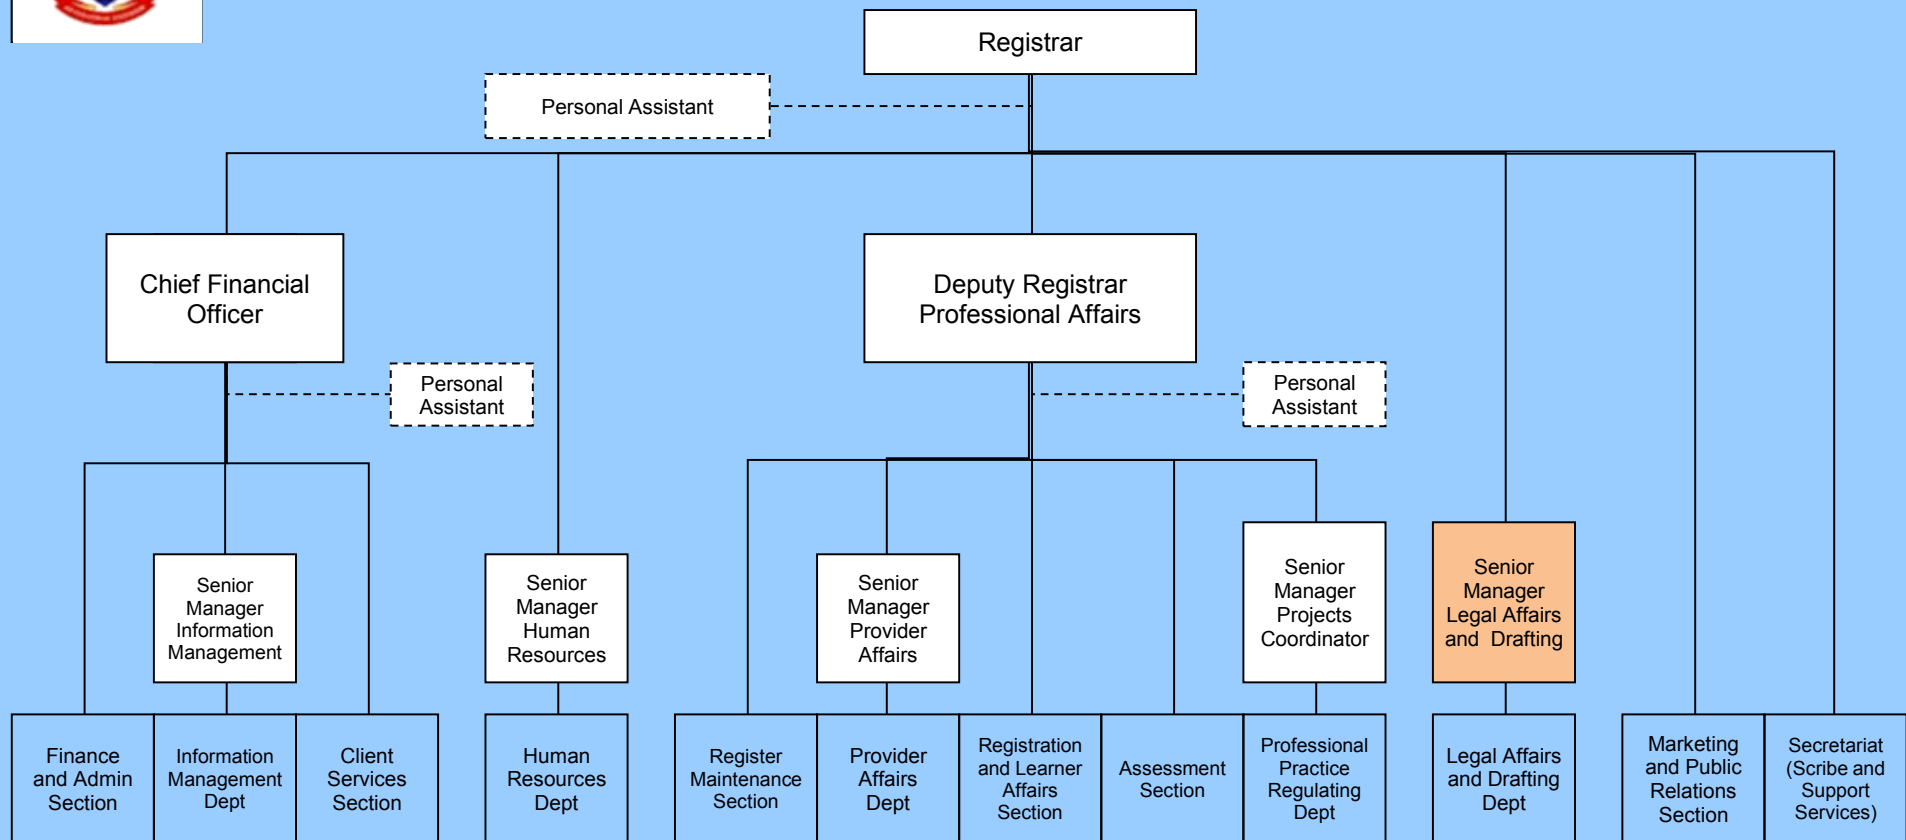 Registrar
Personal Assistant
Chief Financial
Officer
Deputy Registrar
Professional Affairs
Personal
Assistant
Personal
Assistant
Senior
Manager
Information
Management
Senior
Manager
Human
Resources
Senior
Manager
Provider
Affairs
Senior
Manager
Projects
Coordinator
Senior
Manager
Legal Affairs
and Drafting
Finance
and Admin
Section
Information
Management
Dept
Client
Services
Section
Human
Resources
Dept
Register
Maintenance
Section
Provider
Affairs
Dept
Registration
and Learner
Affairs
Section
Assessment
Section
Professional
Practice
Regulating
Dept
Legal Affairs
and Drafting
Dept
Marketing
and Public
Relations
Section
Secretariat
(Scribe and
Support
Services)